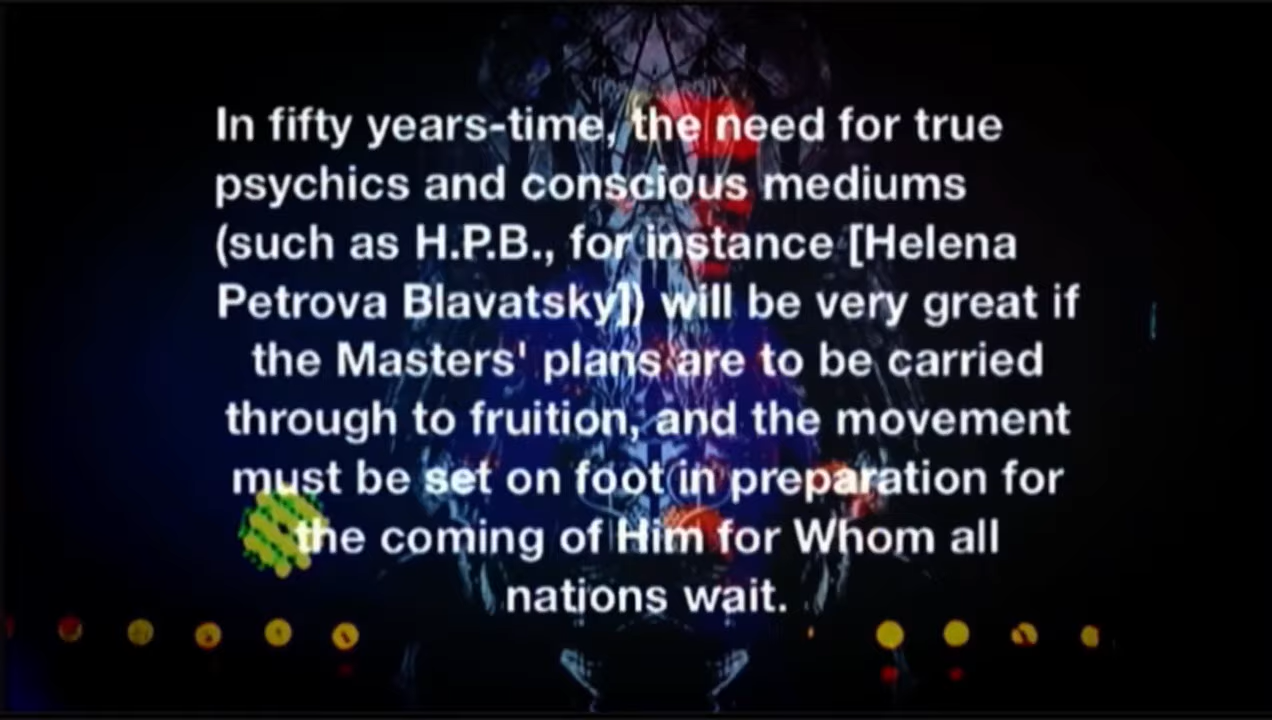 In fifty years-time, the need for true
psychics and conscious mediums
(such as H.P.B., for instance [Helena
Petrova Blavatsky]) will be very great if
the Masters' plans are to be carried
through to fruition, and the movement
must be set on foot in preparation for
the coming of Him for Whom all
nations wait.